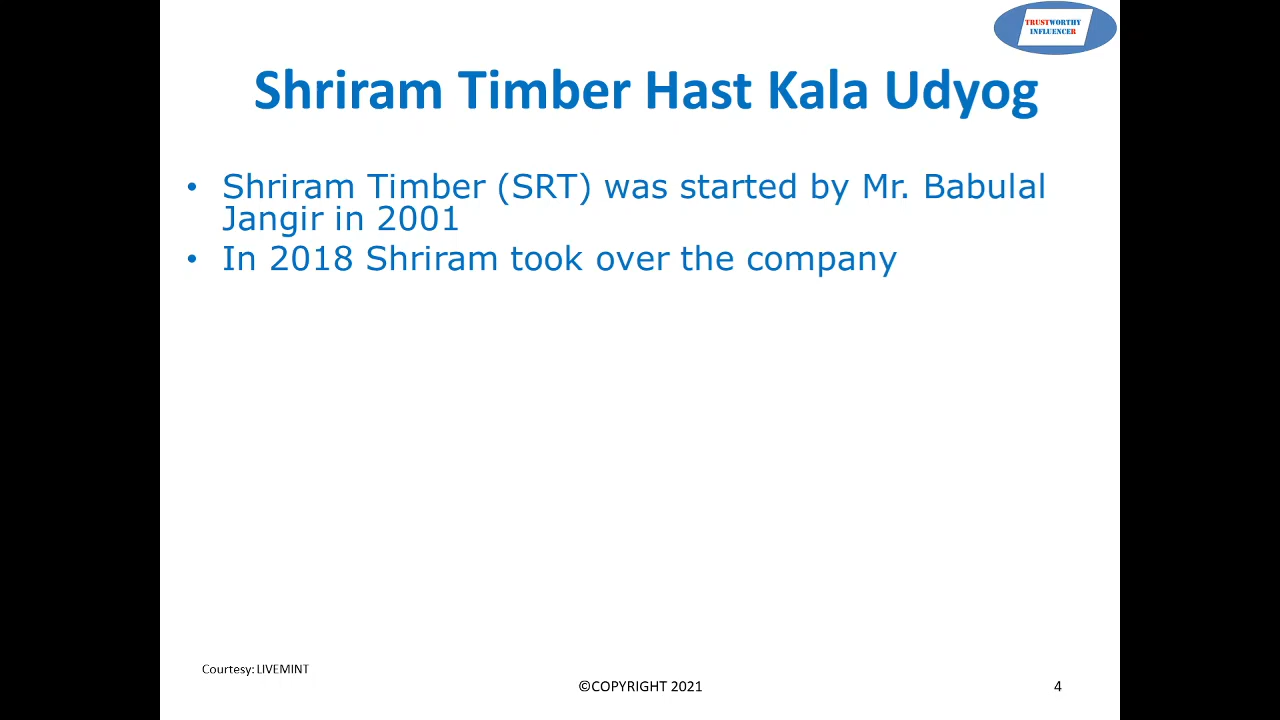 TRUSTWORTHY
INFLUENCER
Shriram Timber Hast Kala Udyog
• Shriram Timber (SRT) was started by Mr. Babulal
Jangir in 2001
• In 2018 Shriram took over the company
Courtesy: LIVEMINT
©COPYRIGHT 2021
4